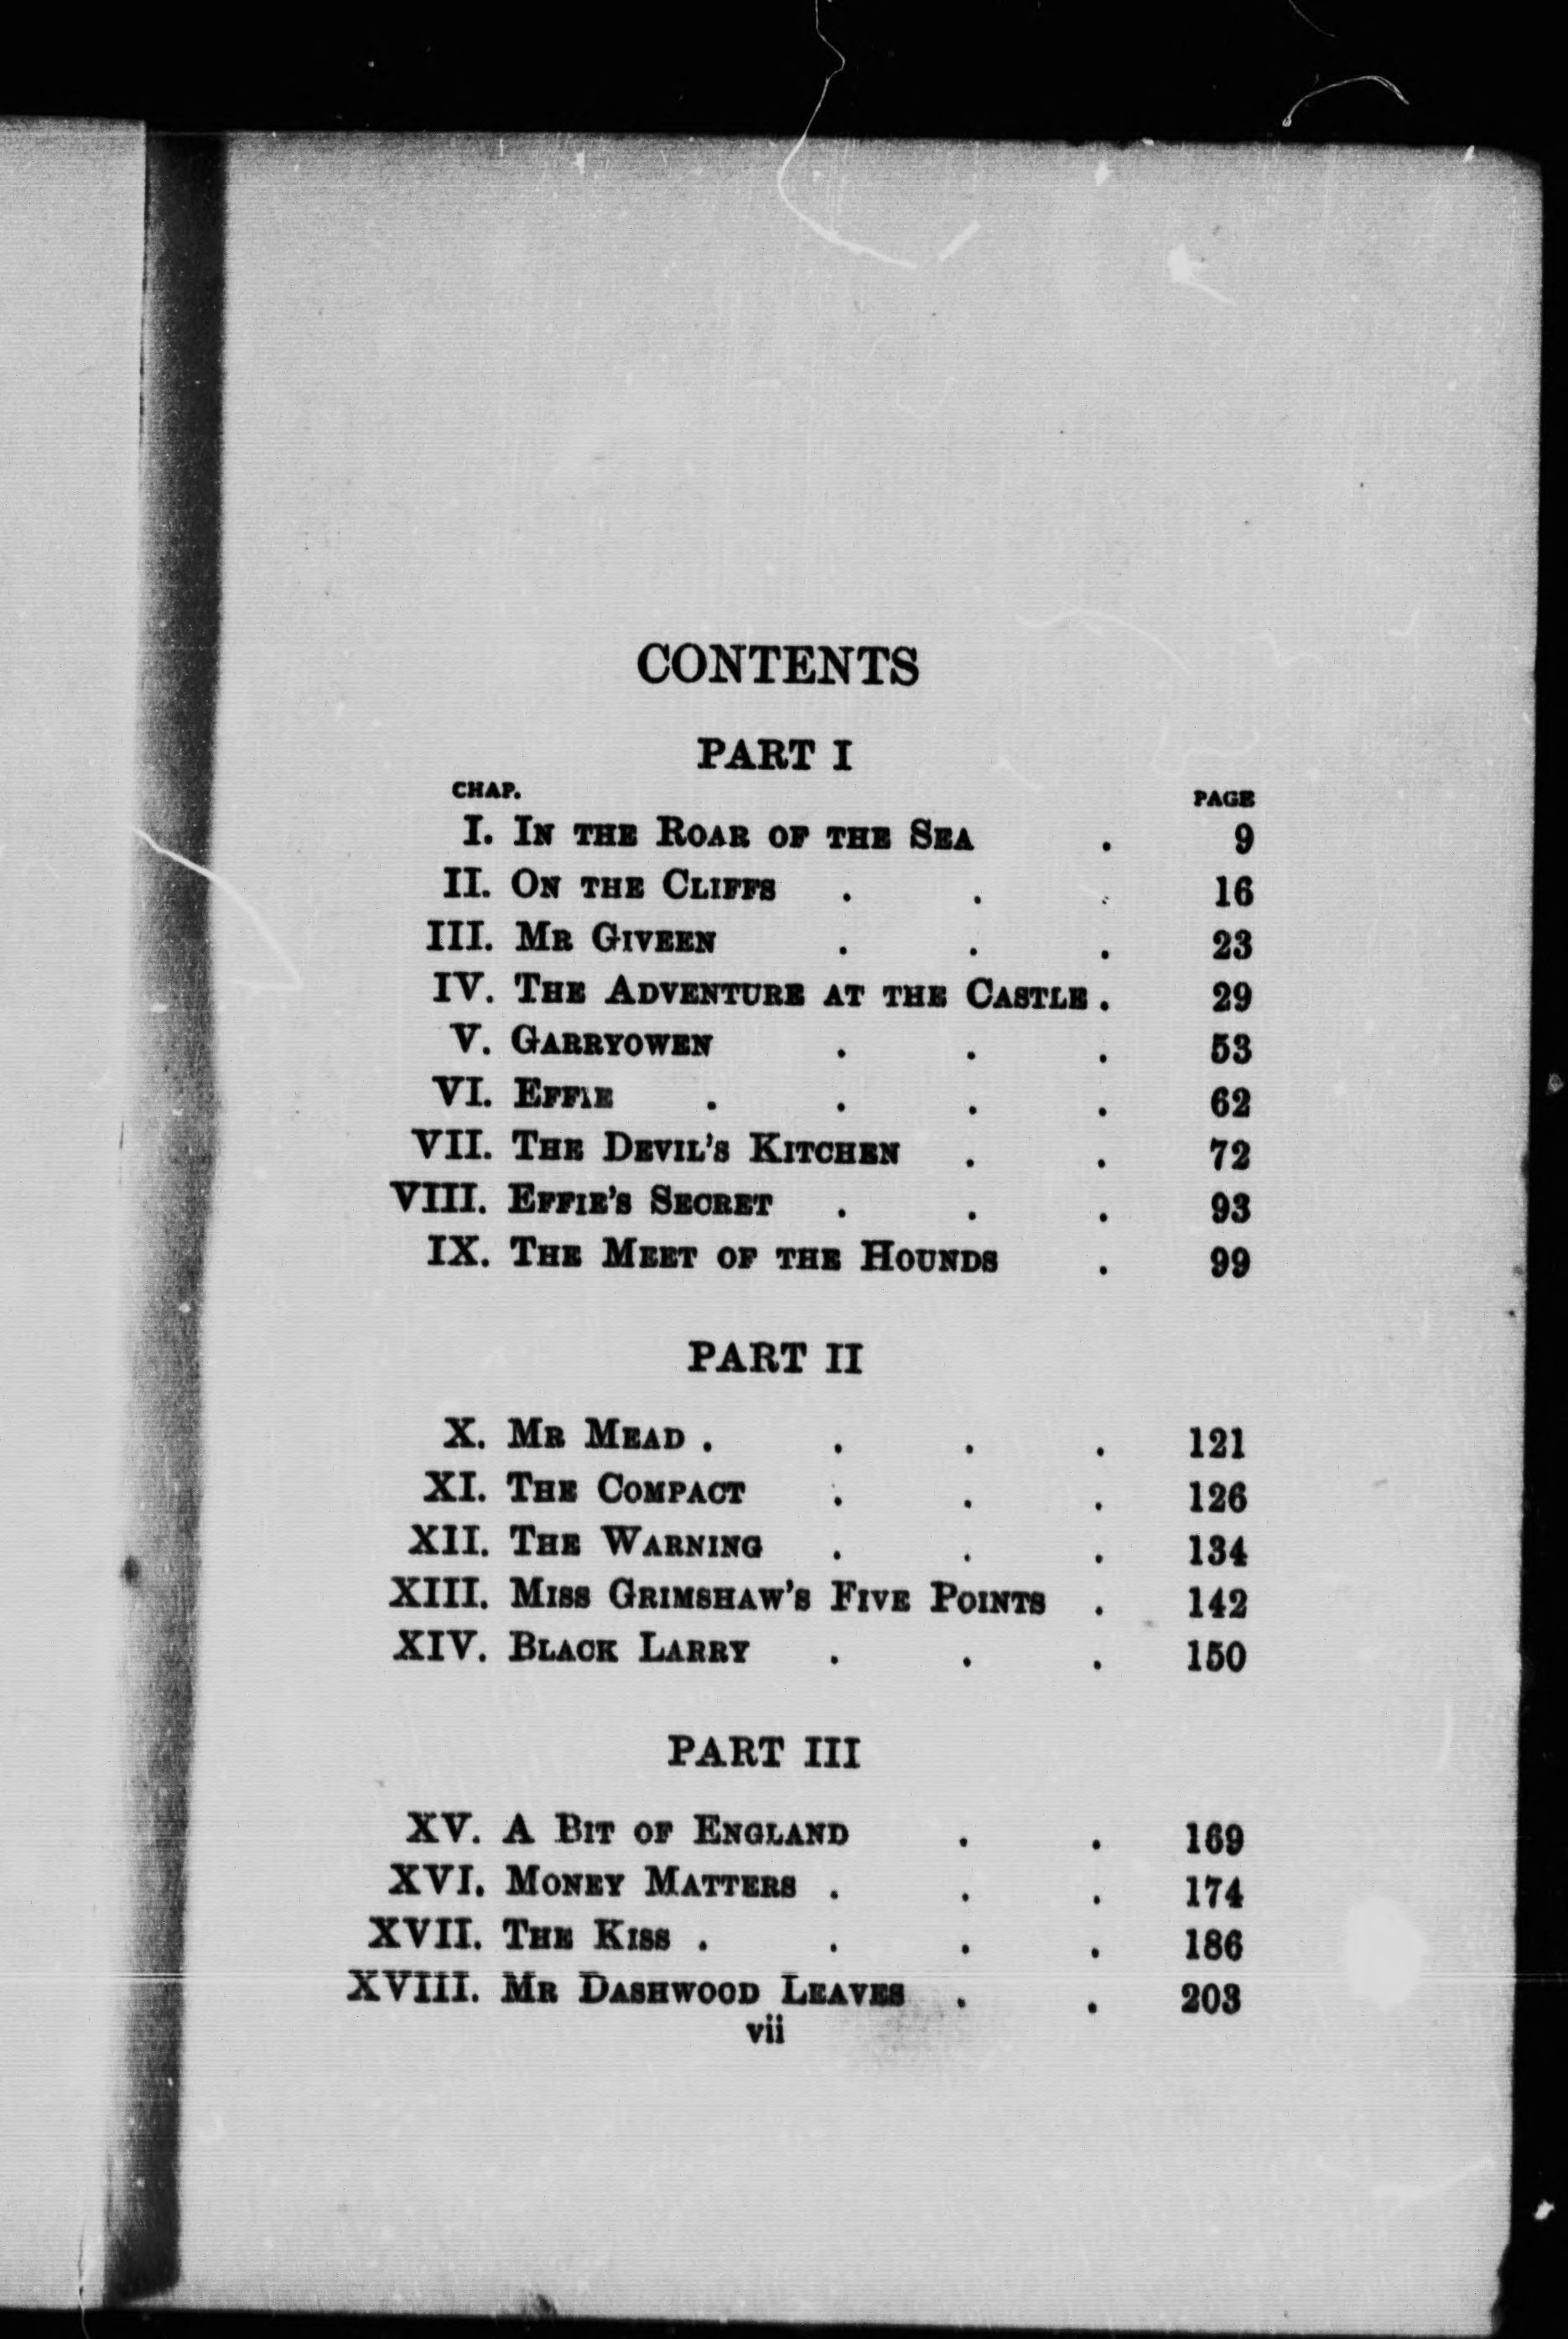 CONTENTS
PART I
CHAP. PAGE
I. In the Roar of the Sea . 9
II. On the Cliffs . . . 16
III. Mr Giveen . . . 23
IV. The Adventure at the Castle . 29
V. Garryowen . . . 53
VI. Effie . . . . 62
VII. The Devil's Kitchen . . 72
VIII. Effie's Secret . . . 93
IX. The Meet of the Hounds . 99
PART II
X. Mr Mead . . . . 121
XI. The Compact . . . 126
XII. The Warning . . . 134
XIII. Miss Grimshaw's Five Points . 142
XIV. Black Larry . . . 150
PART III
XV. A Bit of England . . 169
XVI. Money Matters . . . 174
XVII. The Kiss . . . . 186
XVIII. Mr Dashwood Leaves . . 203
vii